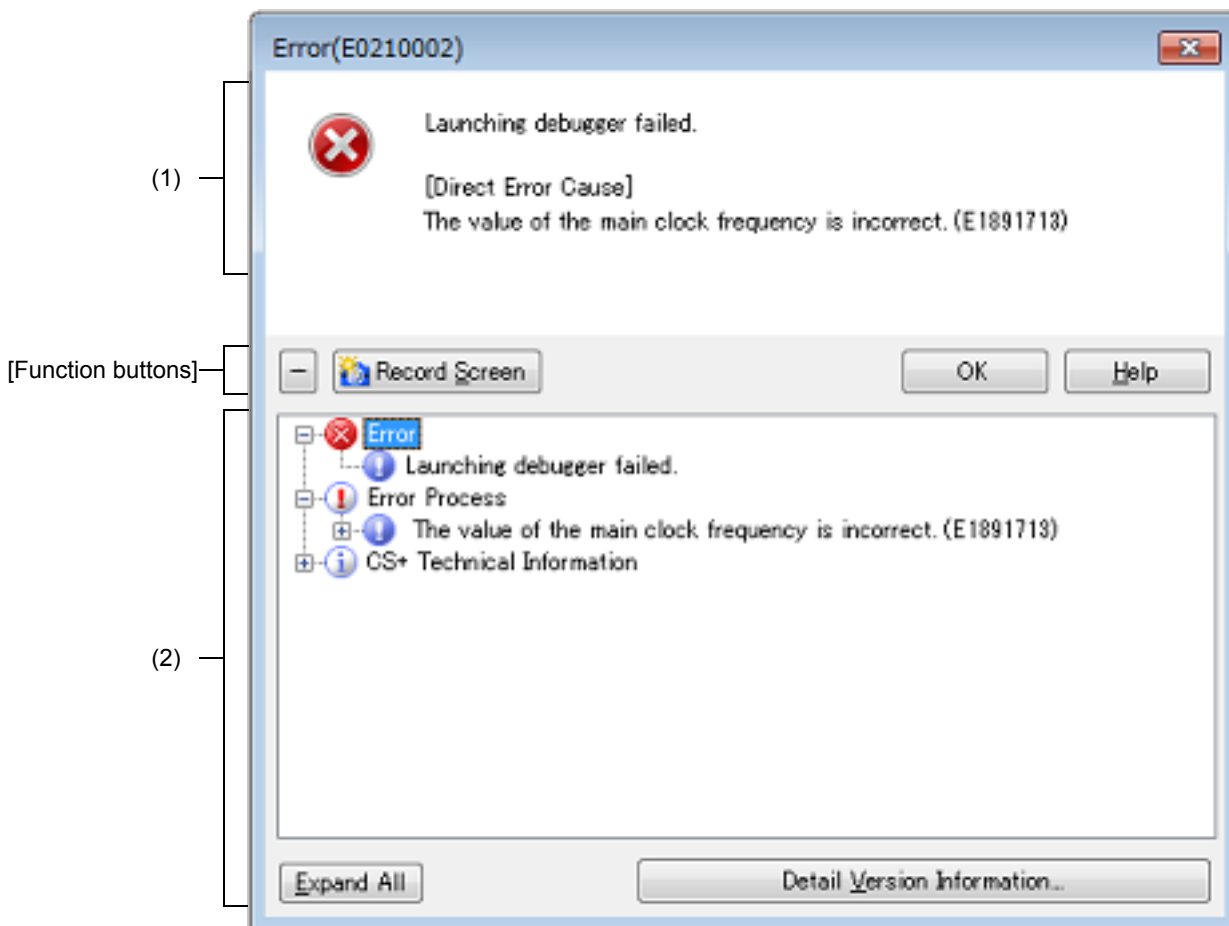 Error(E0210002)
Launching debugger failed.
(1)
[Direct Error Cause]
The value of the main clock frequency is incorrect.(E1891713)
[Function buttons]
Record Screen
OK
Help
Error
Launching debugger failed.
Error Process
The value of the main clock frequency is incorrect.(E1891713)
CS+ Technical Information
(2)
Expand All
Detail Version Information...